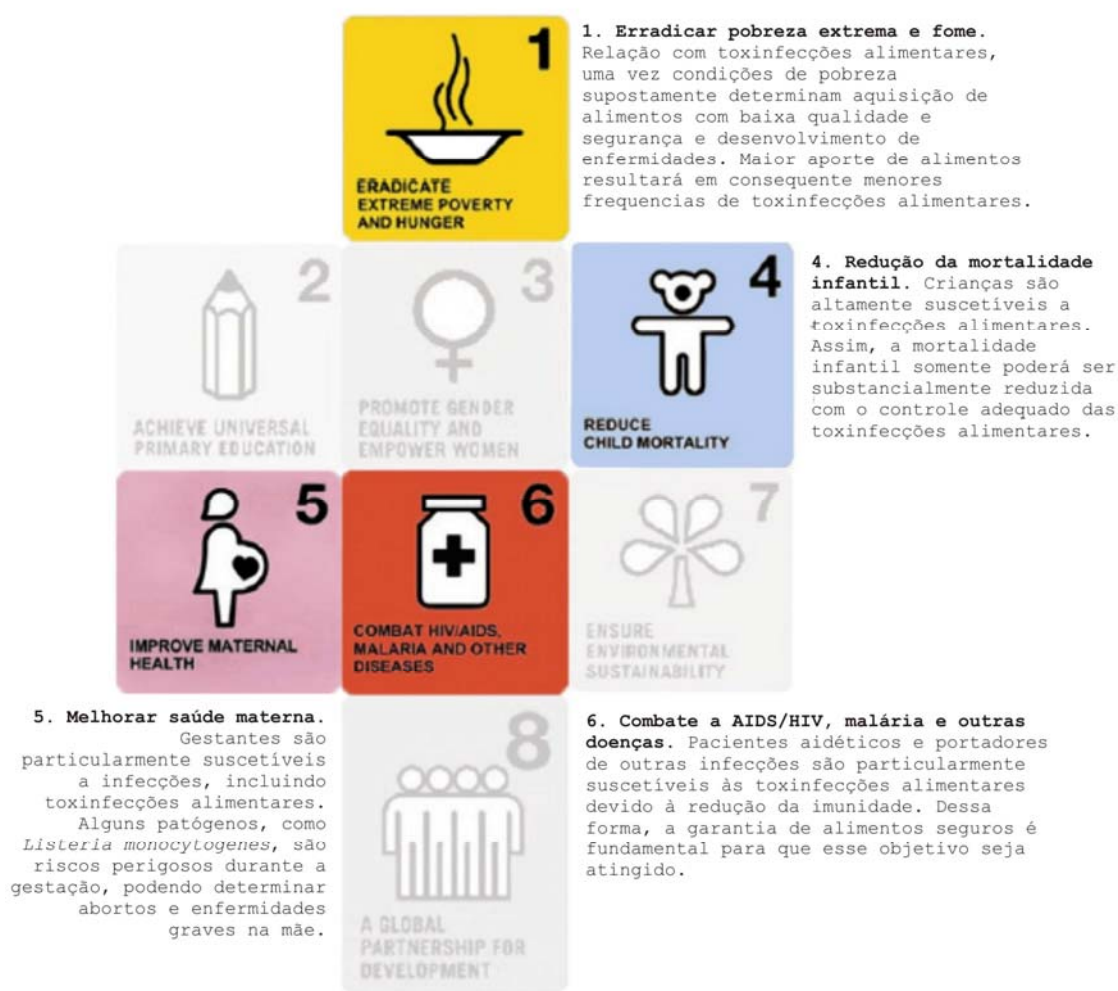 1
ERADICATE
EXTREME POVERTY
AND HUNGER
1. Erradicar pobreza extrema e fome.
Relação com toxinfecções alimentares,
uma vez condições de pobreza
supostamente determinam aquisição de
alimentos com baixa qualidade e
segurança e desenvolvimento de
enfermidades. Maior aporte de alimentos
resultará em consequente menores
frequencias de toxinfecções alimentares.
2
ACHIEVE UNIVERSAL
PRIMARY EDUCATION
3
PROMOTE GENDER
EQUALITY AND
EMPOWER WOMEN
4
REDUCE
CHILD MORTALITY
4. Redução da mortalidade
infantil. Crianças são
altamente suscetíveis a
toxinfecções alimentares.
Assim, a mortalidade
infantil somente poderá ser
substancialmente reduzida
com o controle adequado das
toxinfecções alimentares.
5
IMPROVE MATERNAL
HEALTH
6
COMBAT HIV/AIDS,
MALARIA AND OTHER
DISEASES
7
ENSURE
ENVIRONMENTAL
SUSTAINABILITY
5. Melhorar saúde materna.
Gestantes são
particularmente suscetíveis
a infecções, incluindo
toxinfecções alimentares.
Alguns patógenos, como
Listeria monocytogenes, são
riscos perigosos durante a
gestação, podendo determinar
abortos e enfermidades
graves na mãe.
8
A GLOBAL
PARTNERSHIP FOR
DEVELOPMENT
6. Combate a AIDS/HIV, malária e outras
doenças. Pacientes aidéticos e portadores
de outras infecções são particularmente
suscetíveis às toxinfecções alimentares
devido à redução da imunidade. Dessa
forma, a garantia de alimentos seguros é
fundamental para que esse objetivo seja
atingido.